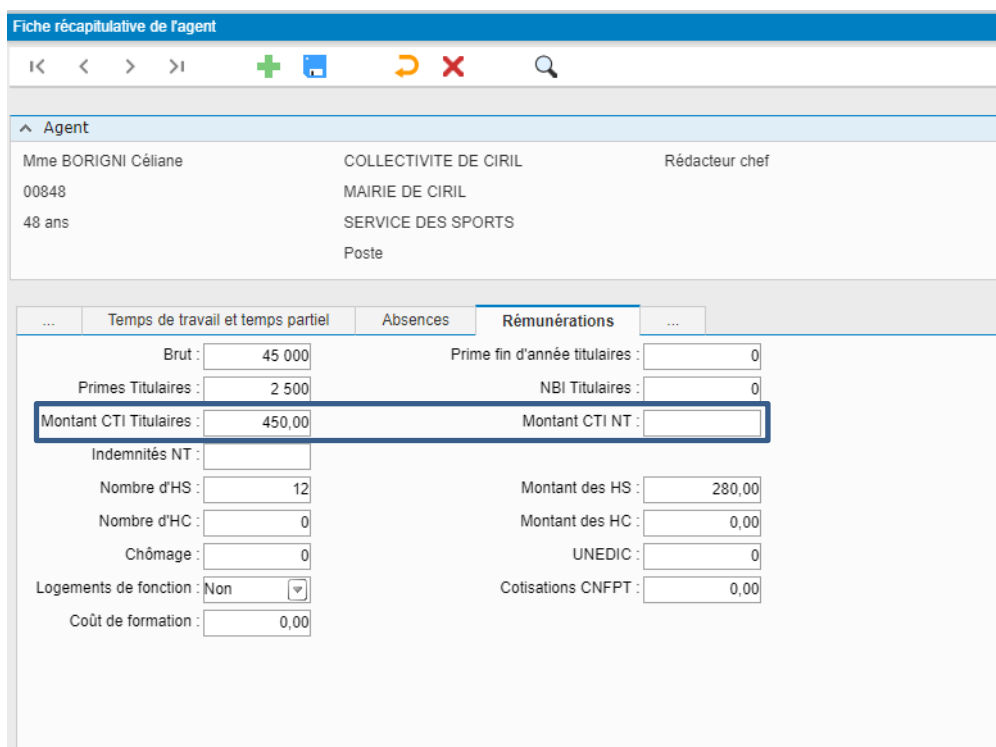 Fiche récapitulative de l'agent
Agent
Mme BORIGNI Céliane COLLECTIVITE DE CIRIL Rédacteur chef
00848 MAIRIE DE CIRIL
48 ans SERVICE DES SPORTS
Poste
... Temps de travail et temps partiel Absences Rémunérations ...
Brut : 45 000 Prime fin d'année titulaires : 0
Primes Titulaires : 2 500 NBI Titulaires : 0
Montant CTI Titulaires : 450,00 Montant CTI NT :
Indemnités NT :
Nombre d'HS : 12 Montant des HS : 280,00
Nombre d'HC : 0 Montant des HC : 0,00
Chômage : 0 UNEDIC : 0
Logements de fonction : Non Cotisations CNFPT : 0,00
Coût de formation : 0,00